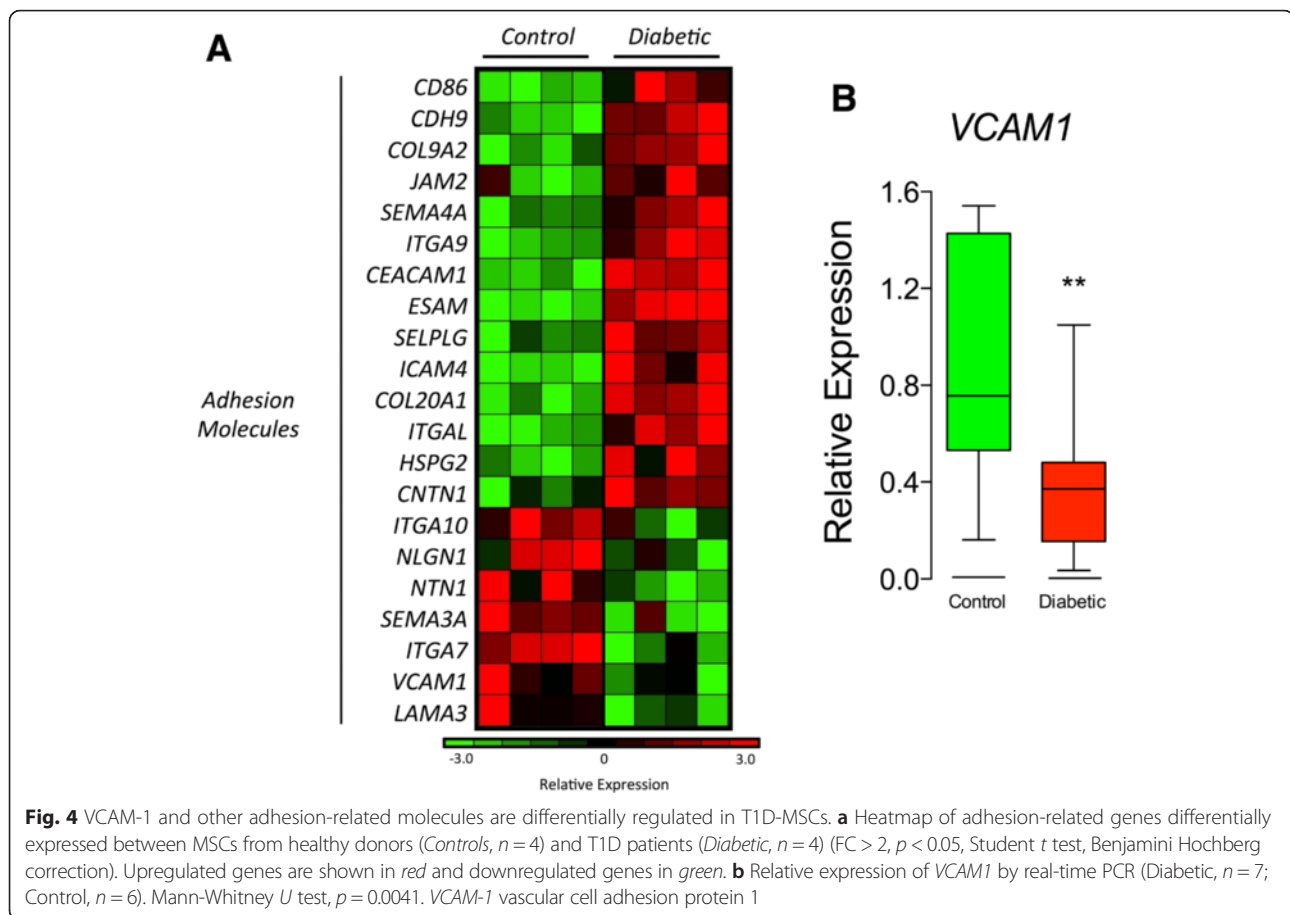 A
Control
Diabetic
Adhesion
Molecules
CD86
CDH9
COL9A2
JAM2
SEMA4A
ITGA9
CEACAM1
ESAM
SELPLG
ICAM4
COL20A1
ITGAL
HSPG2
CNTN1
ITGA10
NLGN1
NTN1
SEMA3A
ITGA7
VCAM1
LAMA3
-3.0 0 3.0
Relative Expression
B
VCAM1
Relative Expression
1.6
1.2
0.8
0.4
0.0
**
Control Diabetic
Fig. 4 VCAM-1 and other adhesion-related molecules are differentially regulated in T1D-MSCs. a Heatmap of adhesion-related genes differentially
expressed between MSCs from healthy donors (Controls, n = 4) and T1D patients (Diabetic, n = 4) (FC > 2, p < 0.05, Student t test, Benjamini Hochberg
correction). Upregulated genes are shown in red and downregulated genes in green. b Relative expression of VCAM1 by real-time PCR (Diabetic, n = 7;
Control, n = 6). Mann-Whitney U test, p = 0.0041. VCAM-1 vascular cell adhesion protein 1